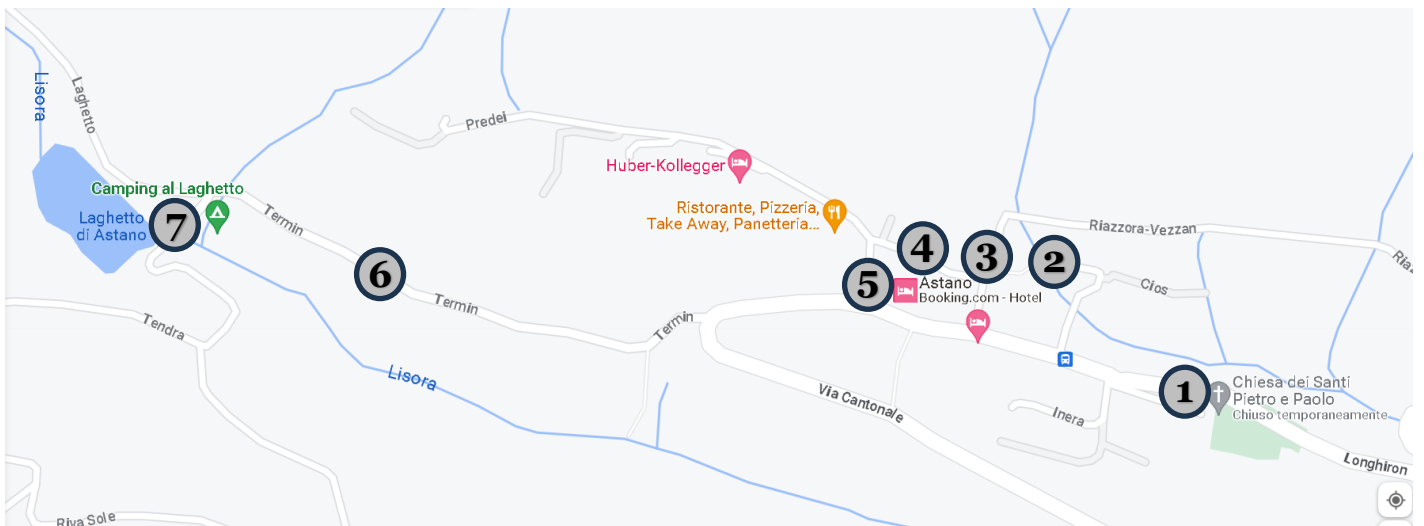 Lisora
Laghetto
Predei
Huber-Kollegger
Camping al Laghetto
Laghetto
di Astano
7
Termin
Ristorante, Pizzeria,
Take Away, Panetteria...
4
3
2
Riazzora-Vezzan
6
5
Astano
Booking.com - Hotel
Cios
Termin
Termin
Tendra
Lisora
Via Cantonale
1
Chiesa dei Santi
Pietro e Paolo
Chiuso temporaneamente
Inera
Longhiron
Riva Sole